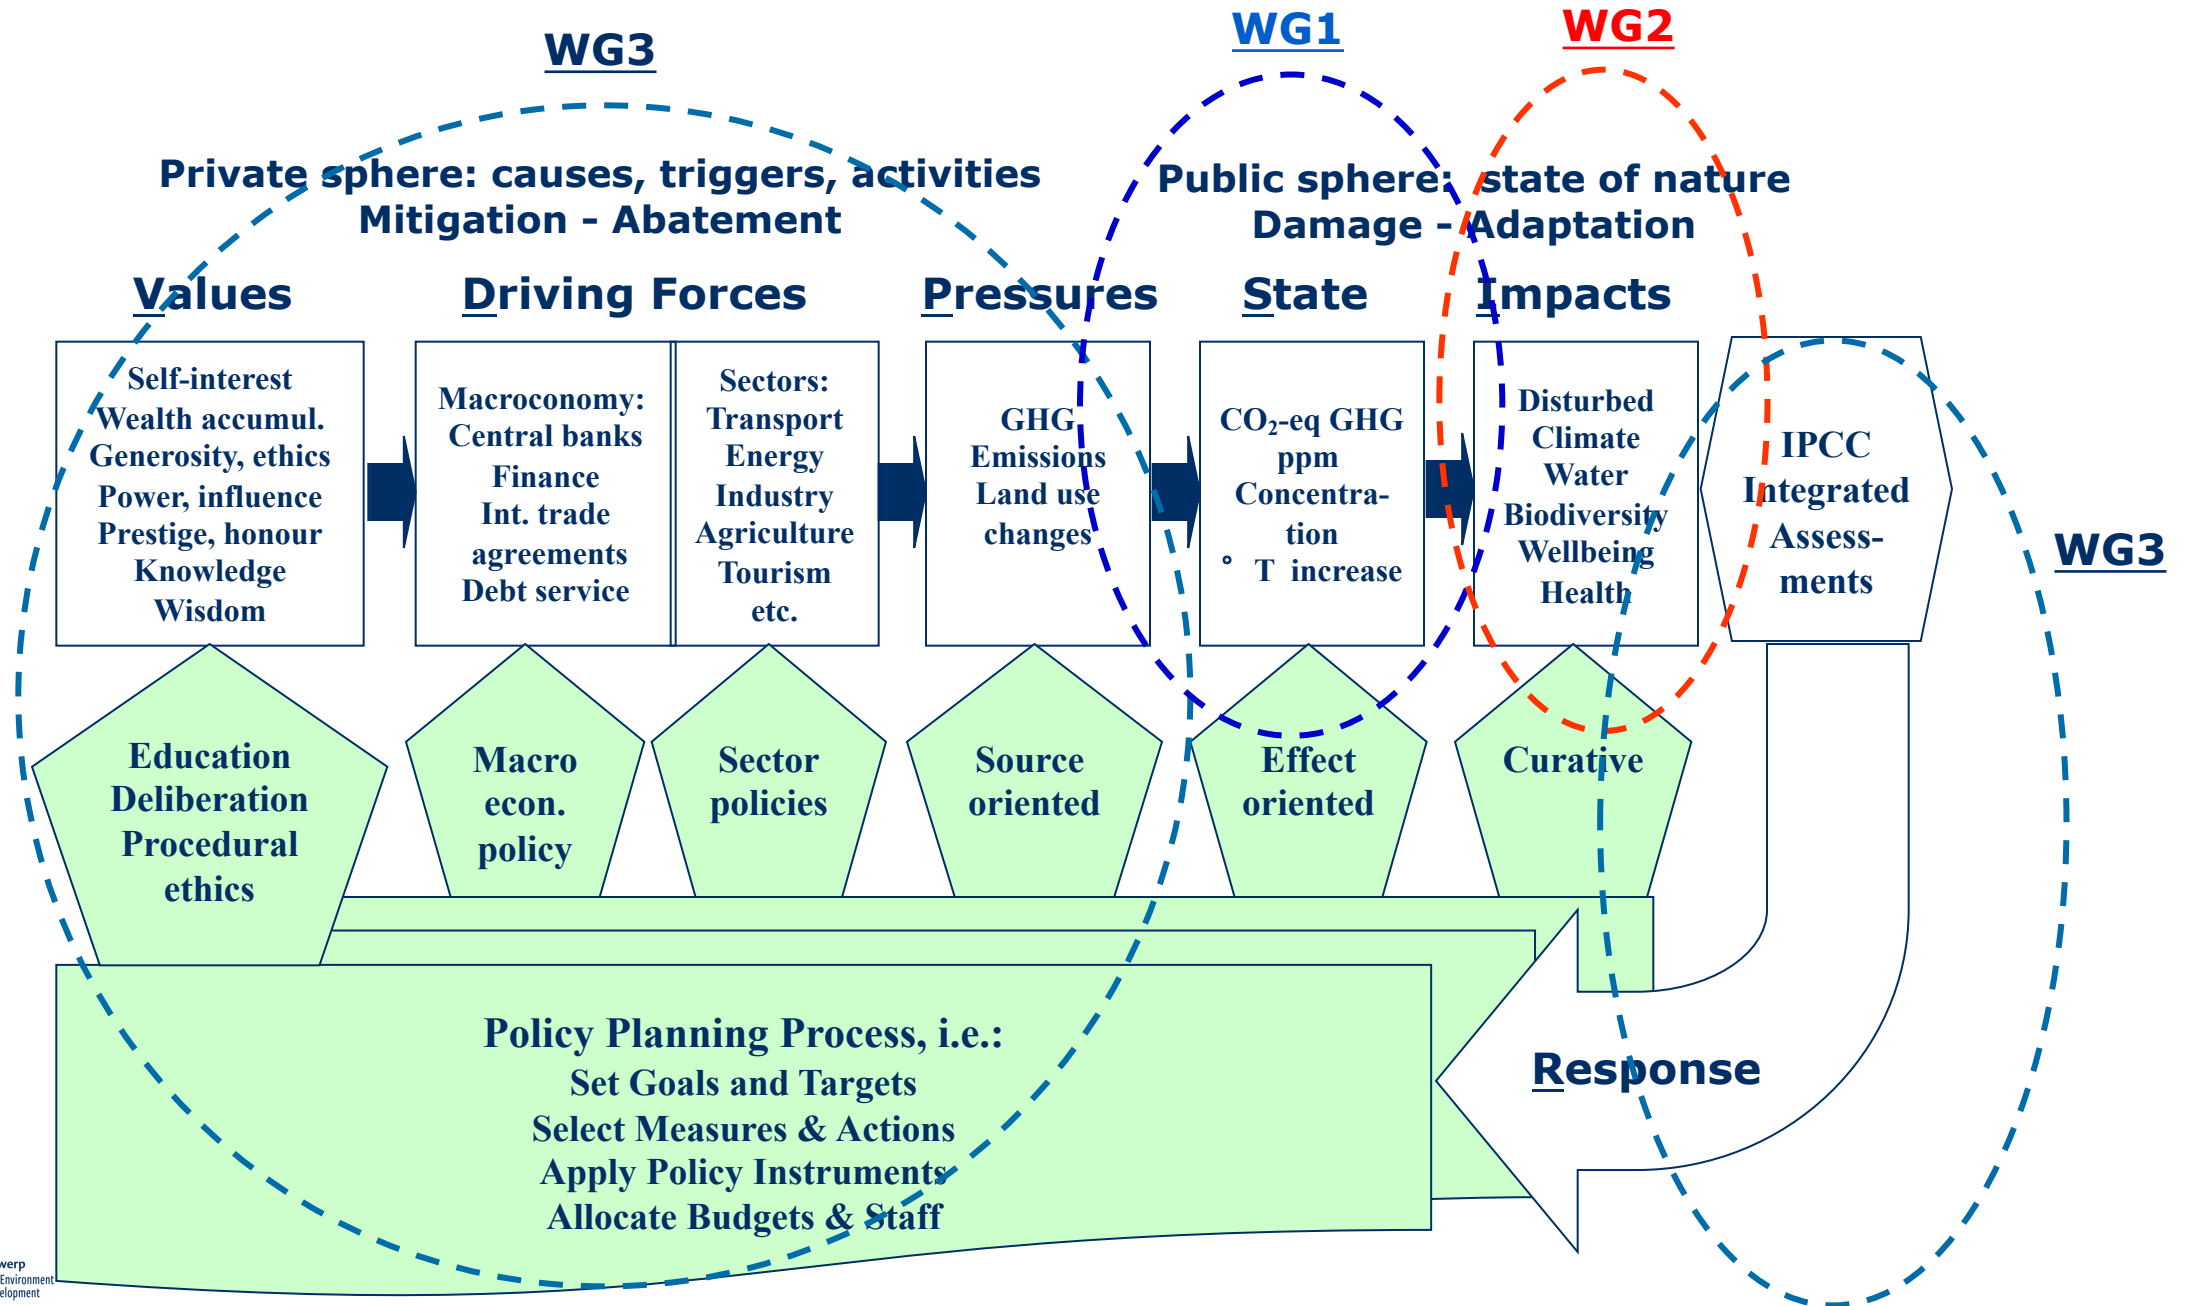 WG3
WG1
WG2
Private sphere: causes, triggers, activities
Mitigation - Abatement
Public sphere: state of nature
Damage - Adaptation
Values
Driving Forces
Pressures
State
Impacts
Self-interest
Wealth accumul.
Generosity, ethics
Power, influence
Prestige, honour
Knowledge
Wisdom
Macroconomy:
Central banks
Finance
Int. trade
agreements
Debt service
Sectors:
Transport
Energy
Industry
Agriculture
Tourism
etc.
GHG
Emissions
Land use
changes
CO₂-eq GHG
ppm
Concentra-
tion
° T increase
Disturbed
Climate
Water
Biodiversity
Wellbeing
Health
IPCC
Integrated
Assess-
ments
WG3
Education
Deliberation
Procedural
ethics
Macro
econ.
policy
Sector
policies
Source
oriented
Effect
oriented
Curative
Policy Planning Process, i.e.:
Set Goals and Targets
Select Measures & Actions
Apply Policy Instruments
Allocate Budgets & Staff
Response
werp
Environment
elopment